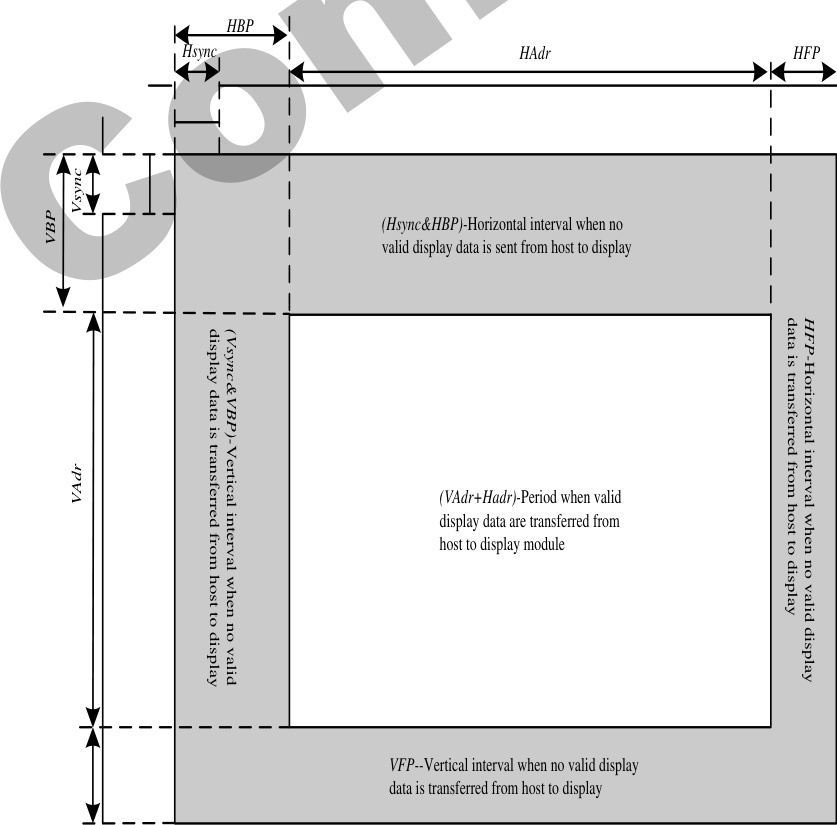 HBP
Hsync
HAdr
HFP
Com
Vsync
VBP
(Hsync&HBP)-Horizontal interval when no
valid display data is sent from host to display
(Vsync&VBP)-Vertical interval when no valid
display data is transferred from host to display
HFP-Horizontal interval when no valid display
data is transferred from host to display
VAdr
(VAdr+Hadr)-Period when valid
display data are transferred from
host to display module
VFP--Vertical interval when no valid display
data is transferred from host to display